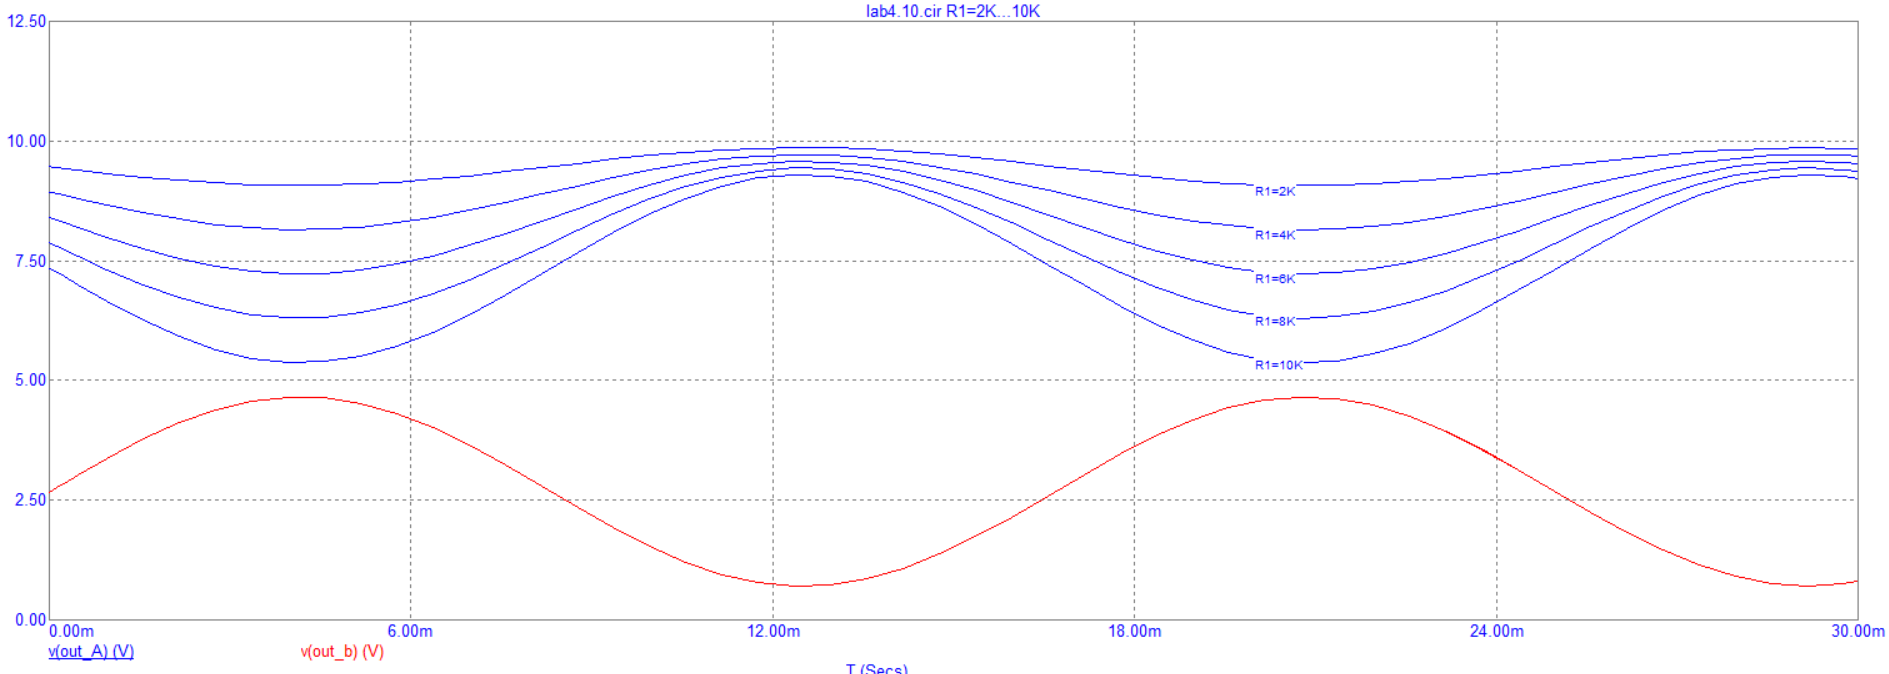 lab4.10.cir R1=2K...10K
12.50
10.00
7.50
5.00
2.50
0.00
R1=2K
R1=4K
R1=6K
R1=8K
R1=10K
0.00m 6.00m 12.00m 18.00m 24.00m 30.00m
v(out_A) (V) v(out_b) (V)
T (Secs)